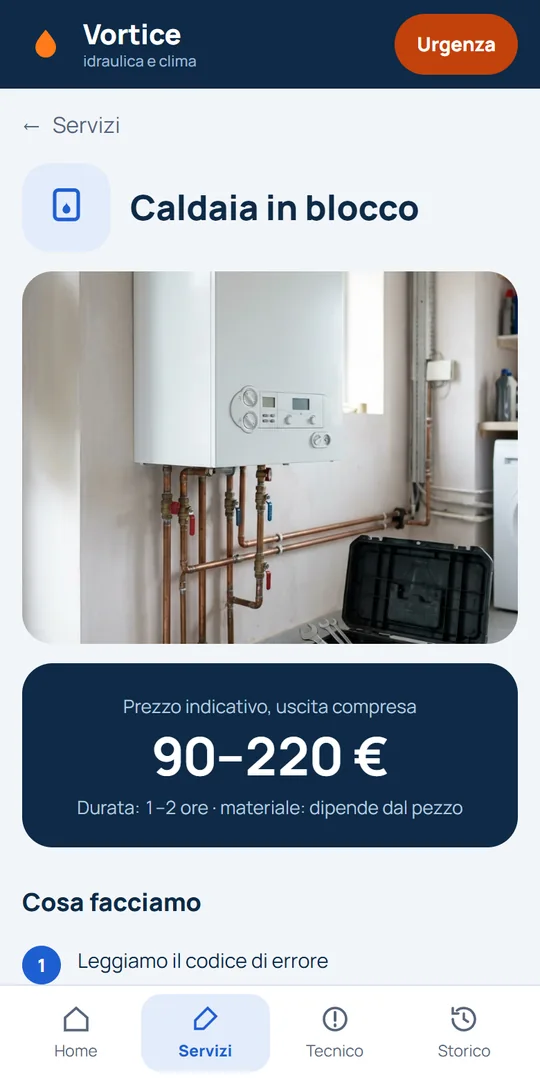 Vortice
idraulica e clima
Urgenza
← Servizi
Caldaia in blocco
Prezzo indicativo, uscita compresa
90–220 €
Durata: 1–2 ore · materiale: dipende dal pezzo
Cosa facciamo
1 Leggiamo il codice di errore
Home
Servizi
Tecnico
Storico